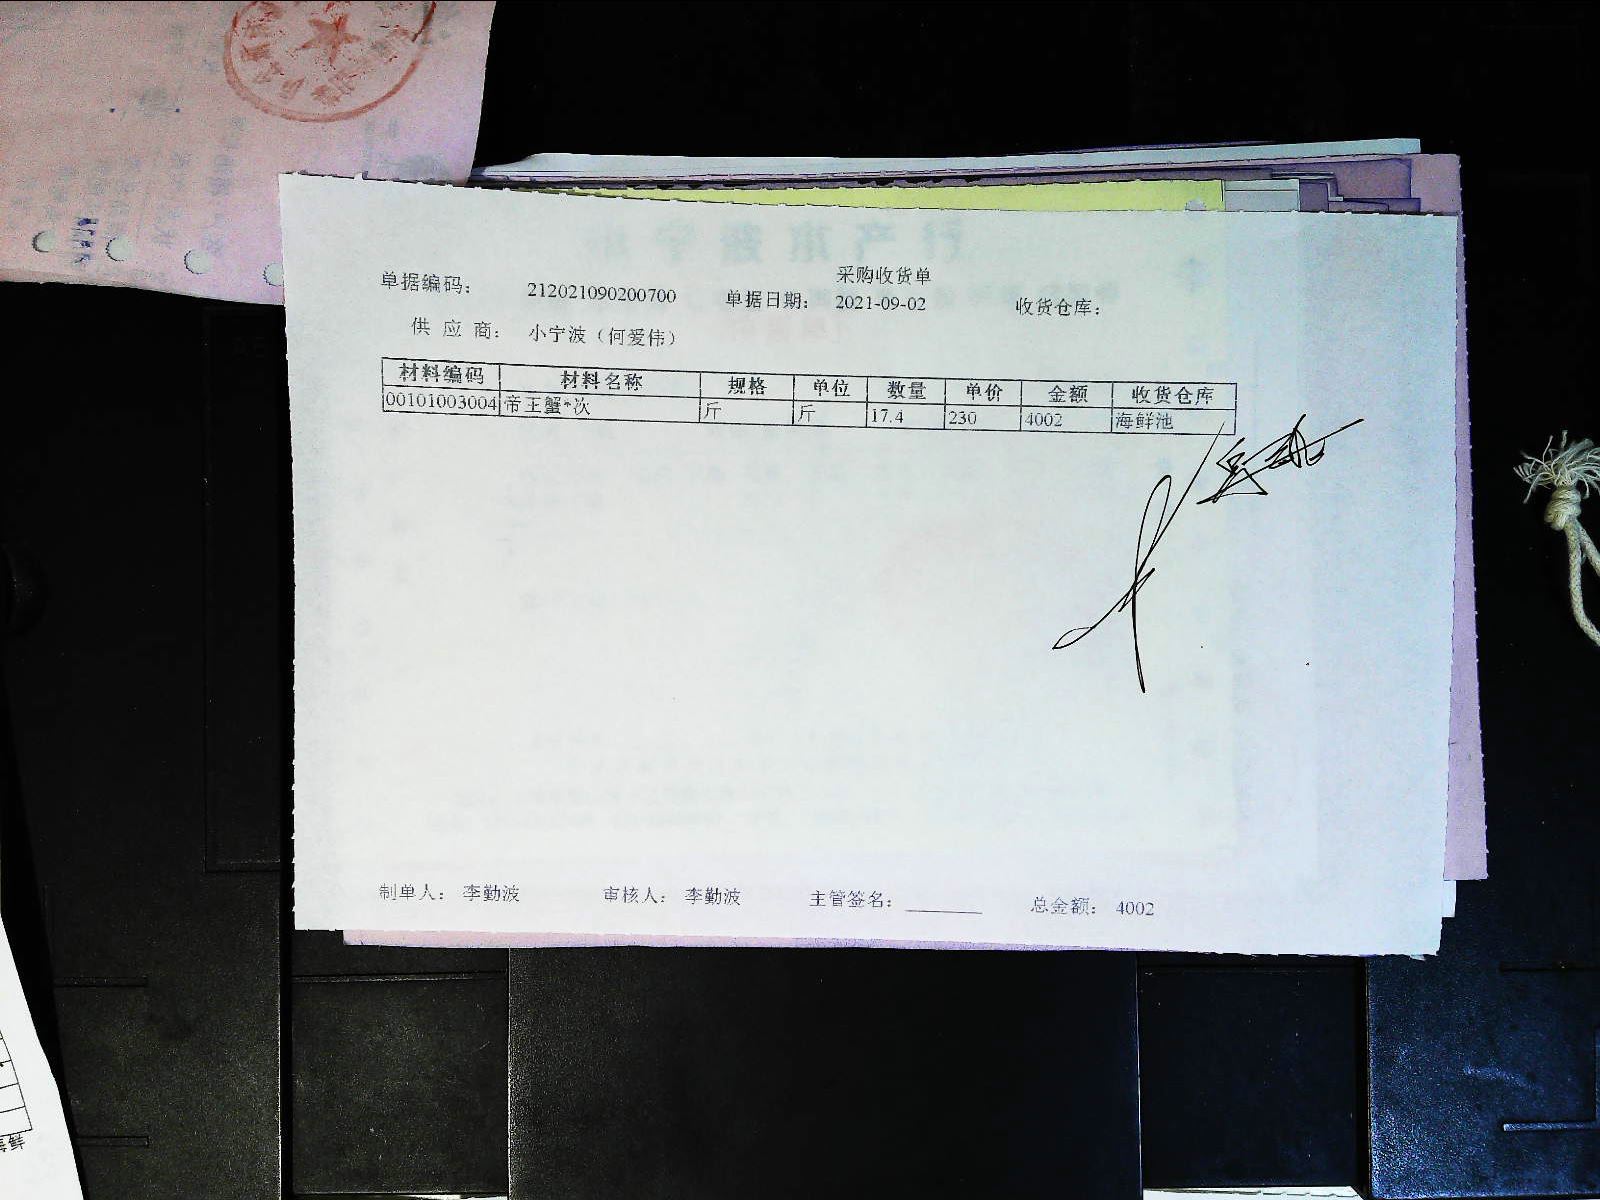 采购收货单
单据编码： 212021090200700 单据日期： 2021-09-02 收货仓库：
供 应 商： 小宁波（何爱伟）
材料编码 材料名称 规格 单位 数量 单价 金额 收货仓库
00101003004 帝王蟹*次 斤 斤 17.4 230 4002 海鲜池
制单人： 李勤波 审核人： 李勤波 主管签名： ________ 总金额： 4002